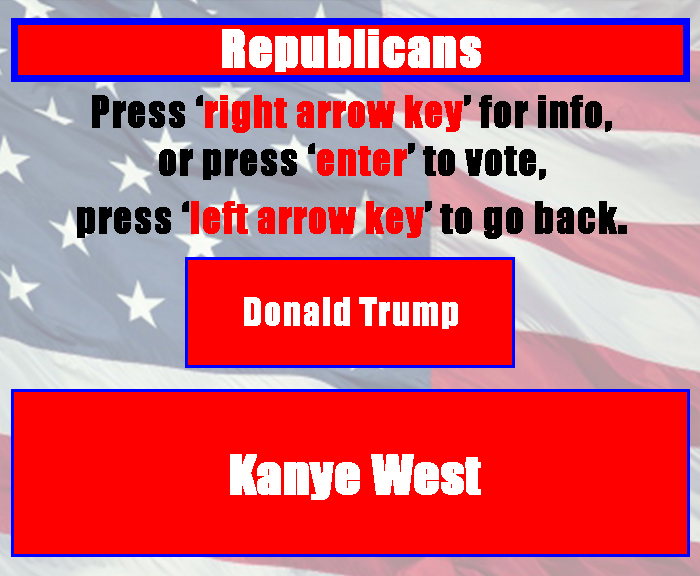 Republicans
Press ‘right arrow key’ for info,
or press ‘enter’ to vote,
press ‘left arrow key’ to go back.
Donald Trump
Kanye West